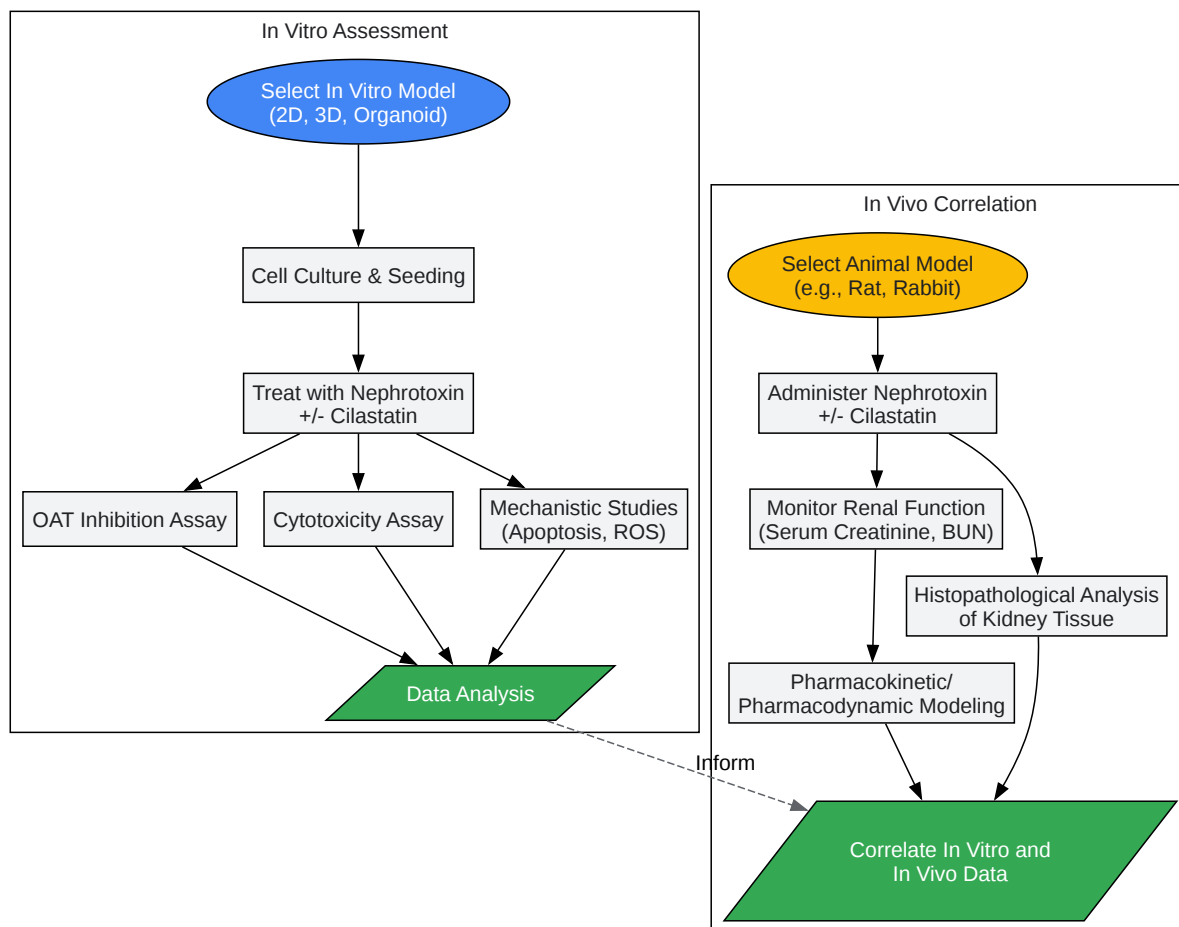 In Vitro Assessment
Select In Vitro Model
(2D, 3D, Organoid)
Cell Culture & Seeding
Treat with Nephrotoxin
+/- Cilastatin
OAT Inhibition Assay
Cytotoxicity Assay
Mechanistic Studies
(Apoptosis, ROS)
Data Analysis
Inform
In Vivo Correlation
Select Animal Model
(e.g., Rat, Rabbit)
Administer Nephrotoxin
+/- Cilastatin
Monitor Renal Function
(Serum Creatinine, BUN)
Histopathological Analysis
of Kidney Tissue
Pharmacokinetic/
Pharmacodynamic Modeling
Correlate In Vitro and
In Vivo Data